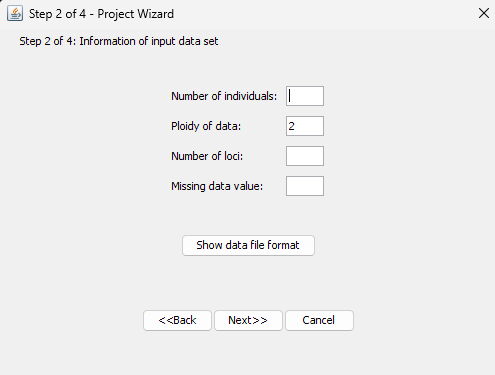 Step 2 of 4 - Project Wizard
Step 2 of 4: Information of input data set
Number of individuals:
Ploidy of data: 2
Number of loci:
Missing data value:
Show data file format
<<Back Next>> Cancel